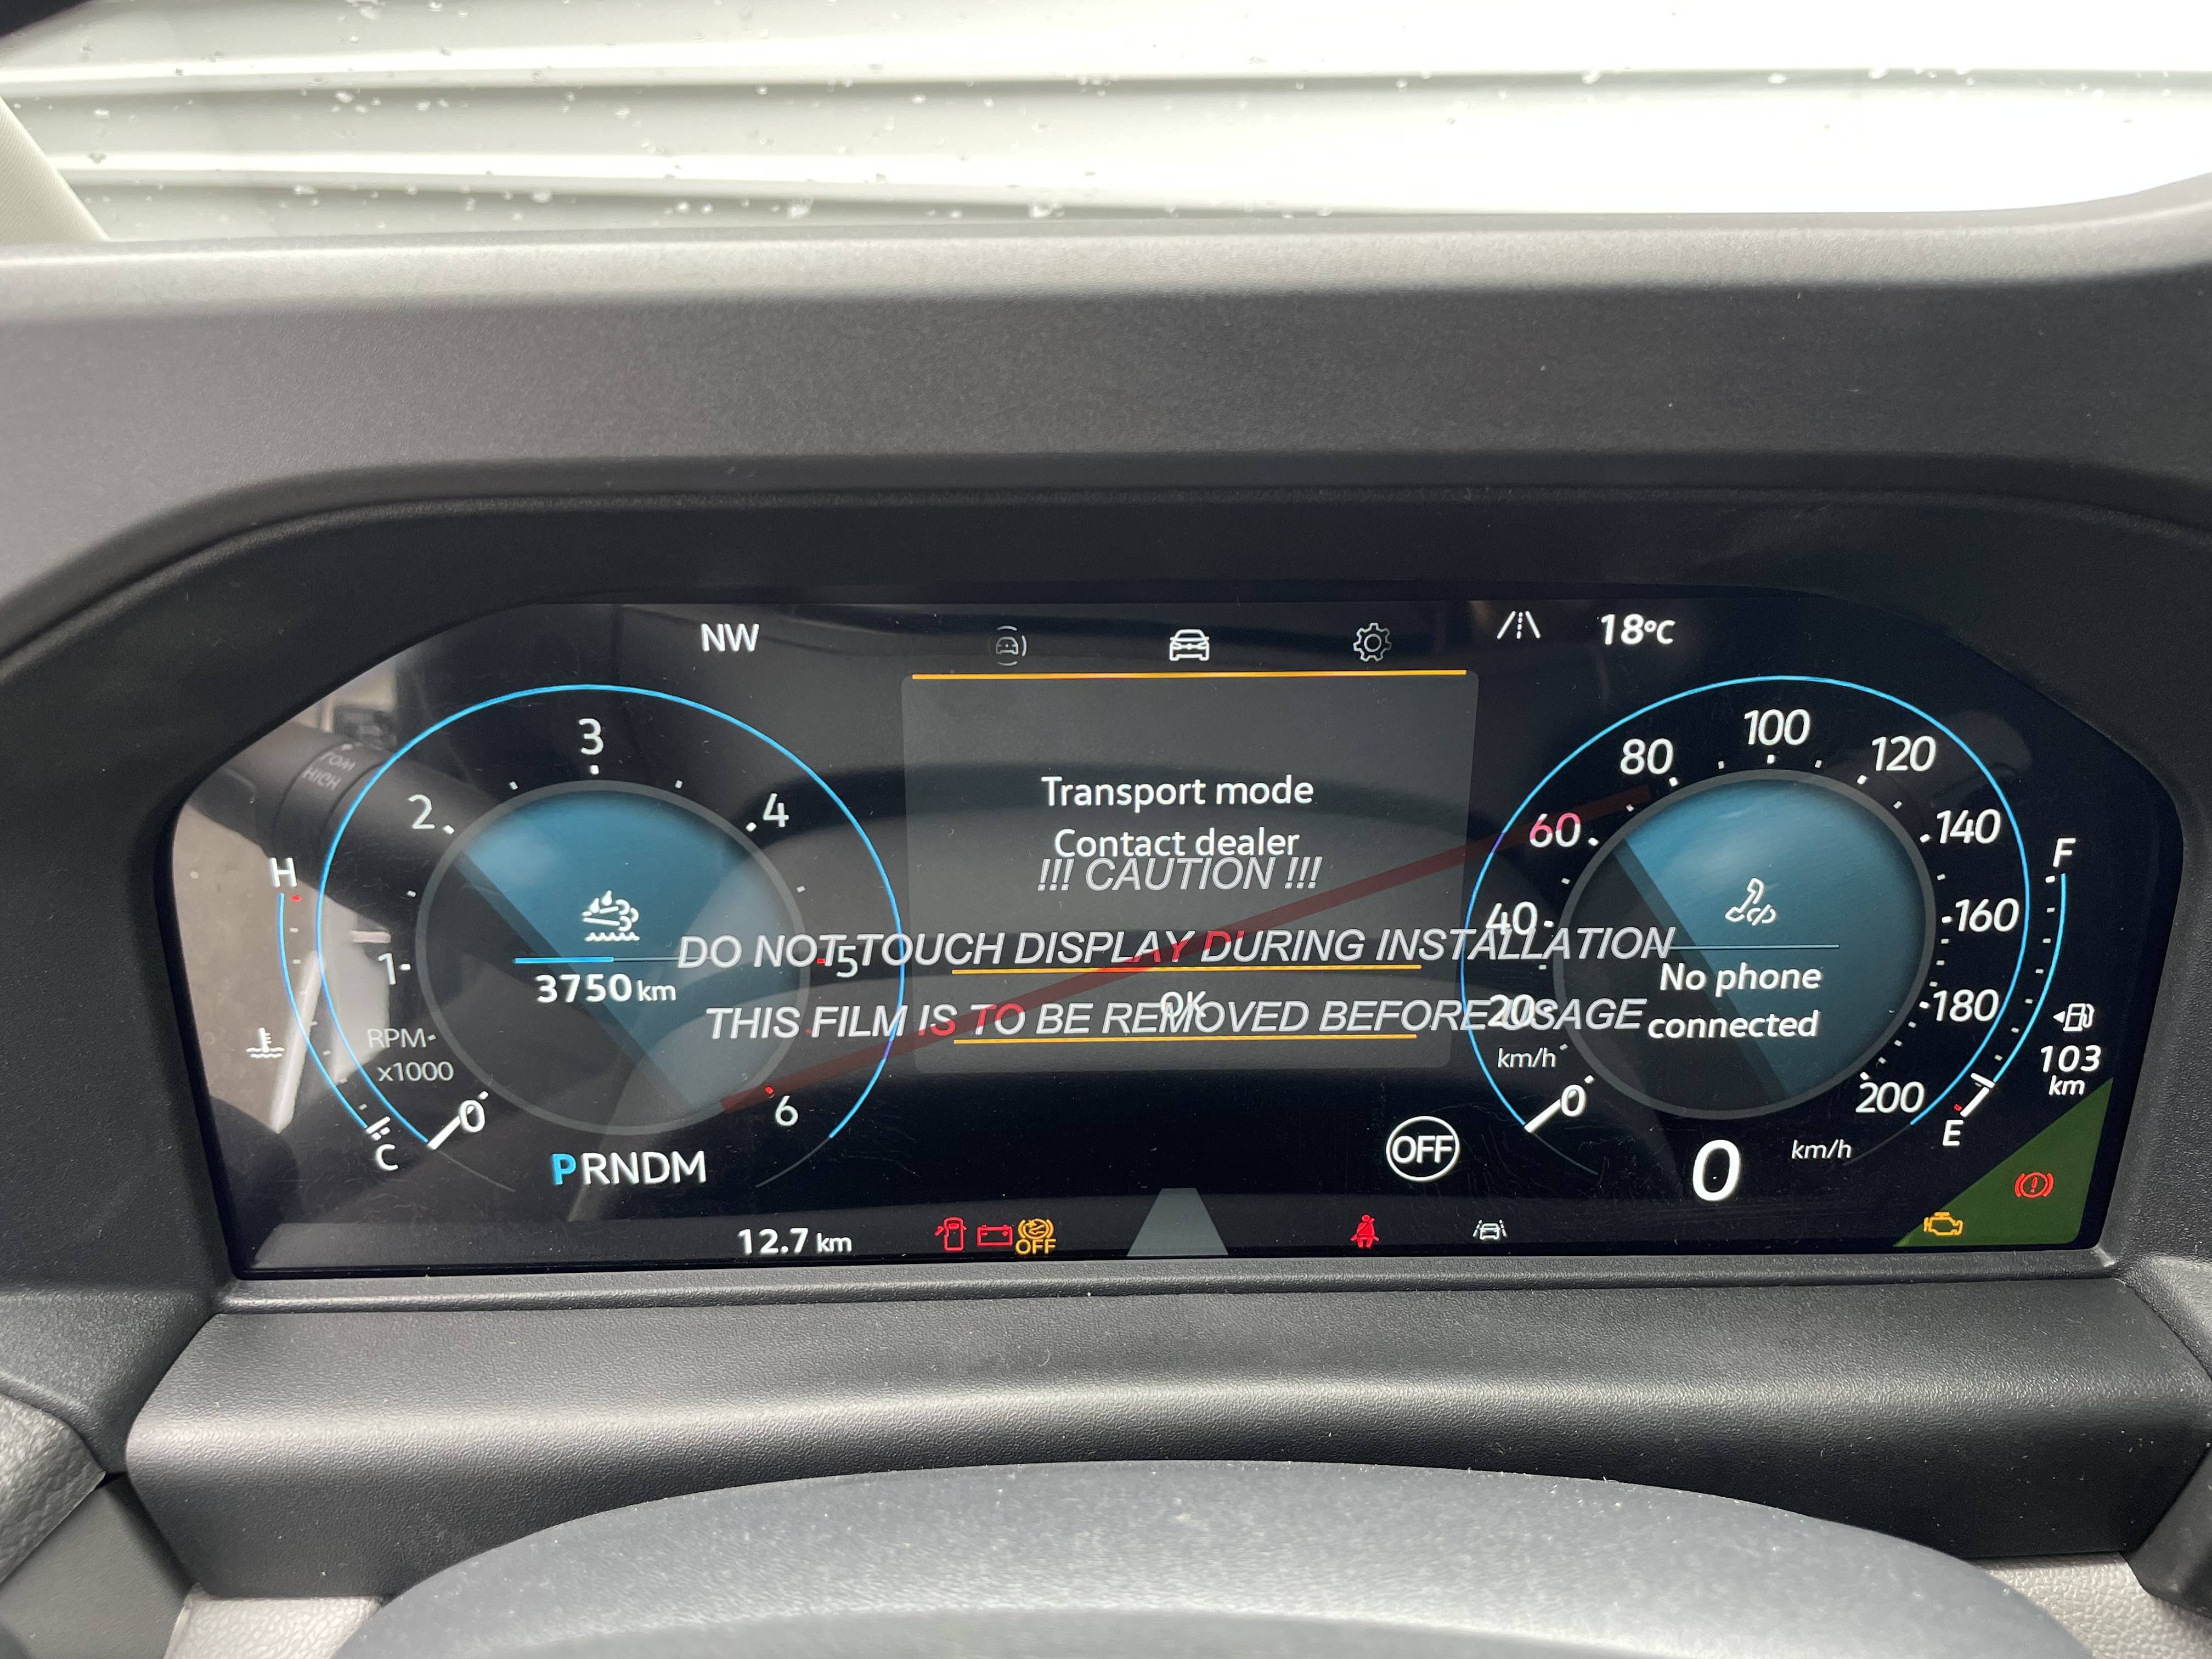 NW
18°C
3
2
4
1
5
RPM
x1000
0
6
H
C
3750 km
PRNDM
12.7 km
Transport mode
Contact dealer
!!! CAUTION !!!
DO NOT TOUCH DISPLAY DURING INSTALLATION
OK
THIS FILM IS TO BE REMOVED BEFORE USAGE
OFF
OFF
100
80
120
60
140
40
160
20
180
km/h
0
200
No phone
connected
0 km/h
F
103
km
E
HIGH